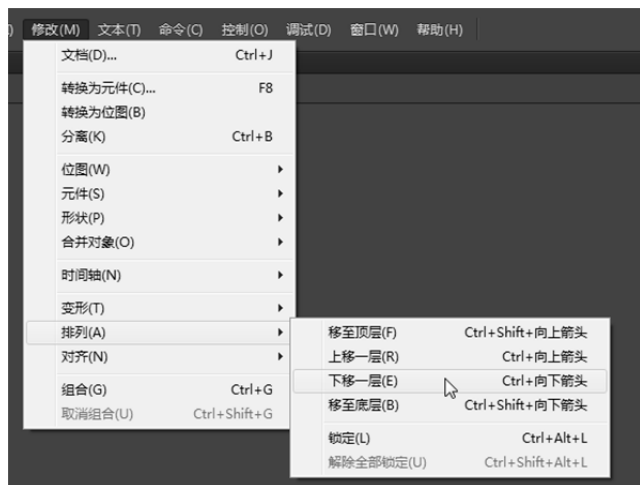 修改(M) 文本(T) 命令(C) 控制(O) 调试(D) 窗口(W) 帮助(H)
文档(D)... Ctrl+J
转换为元件(C)... F8
转换为位图(B)
分离(K) Ctrl+B
位图(W)
元件(S)
形状(P)
合并对象(O)
时间轴(N)
变形(T)
排列(A)
对齐(N)
组合(G) Ctrl+G
取消组合(U) Ctrl+Shift+G
移至顶层(F) Ctrl+Shift+向上箭头
上移一层(R) Ctrl+向上箭头
下移一层(E) Ctrl+向下箭头
移至底层(B) Ctrl+Shift+向下箭头
锁定(L) Ctrl+Alt+L
解除全部锁定(U) Ctrl+Shift+Alt+L